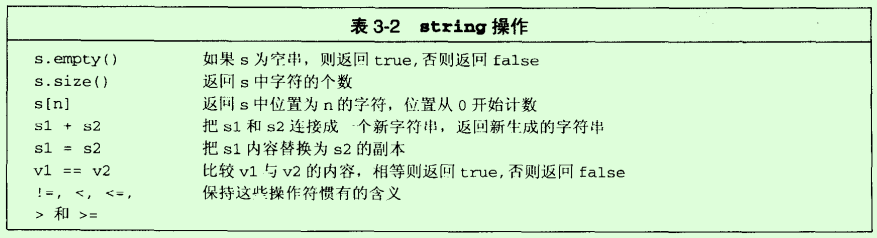 表 3-2 string 操作
s.empty() 如果 s 为空串，则返回 true,否则返回 false
s.size() 返回 s 中字符的个数
s[n] 返回 s 中位置为 n 的字符，位置从 0 开始计数
s1 + s2 把 s1 和 s2 连接成一个新字符串，返回新生成的字符串
s1 = s2 把 s1 内容替换为 s2 的副本
v1 == v2 比较 v1 与 v2 的内容，相等则返回 true,否则返回 false
!=, <, <=, 保持这些操作符惯有的含义
> 和 >=